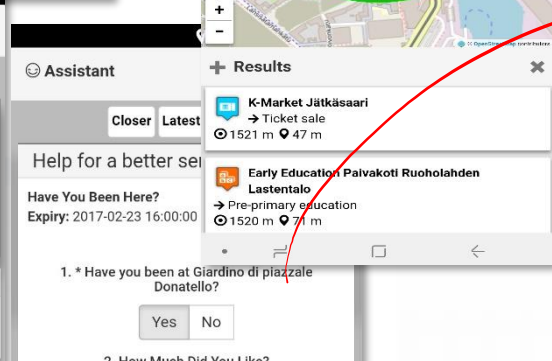 +
−
© OpenStreetMap contributors
+ Results ✖
K-Market Jätkäsaari
→ Ticket sale
1521 m 47 m
Early Education Paivakoti Ruoholahden
Lastentalo
→ Pre-primary education
1520 m 71 m
Assistant
Closer Latest
Help for a better ser
Have You Been Here?
Expiry: 2017-02-23 16:00:00
1. * Have you been at Giardino di piazzale
Donatello?
Yes No
2. How Much Did You Like?